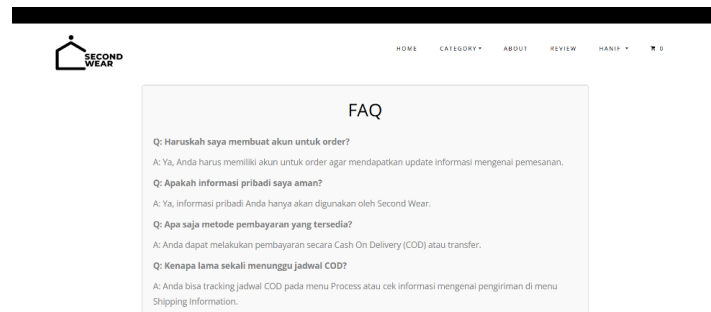 SECOND
WEAR
HOME CATEGORY ABOUT REVIEW HANIF 0
FAQ
Q: Haruskah saya membuat akun untuk order?
A: Ya, Anda harus memiliki akun untuk order agar mendapatkan update informasi mengenai pemesanan.
Q: Apakah informasi pribadi saya aman?
A: Ya, informasi pribadi Anda hanya akan digunakan oleh Second Wear.
Q: Apa saja metode pembayaran yang tersedia?
A: Anda dapat melakukan pembayaran secara Cash On Delivery (COD) atau transfer.
Q: Kenapa lama sekali menunggu jadwal COD?
A: Anda bisa tracking jadwal COD pada menu Process atau cek informasi mengenai pengiriman di menu
Shipping Information.